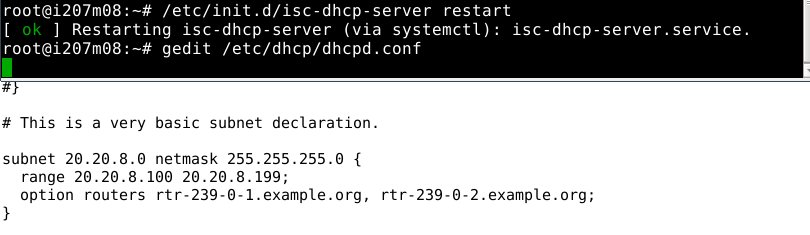 root@i207m08:~# /etc/init.d/isc-dhcp-server restart
[ ok ] Restarting isc-dhcp-server (via systemctl): isc-dhcp-server.service.
root@i207m08:~# gedit /etc/dhcp/dhcpd.conf
#}
# This is a very basic subnet declaration.
subnet 20.20.8.0 netmask 255.255.255.0 {
  range 20.20.8.100 20.20.8.199;
  option routers rtr-239-0-1.example.org, rtr-239-0-2.example.org;
}